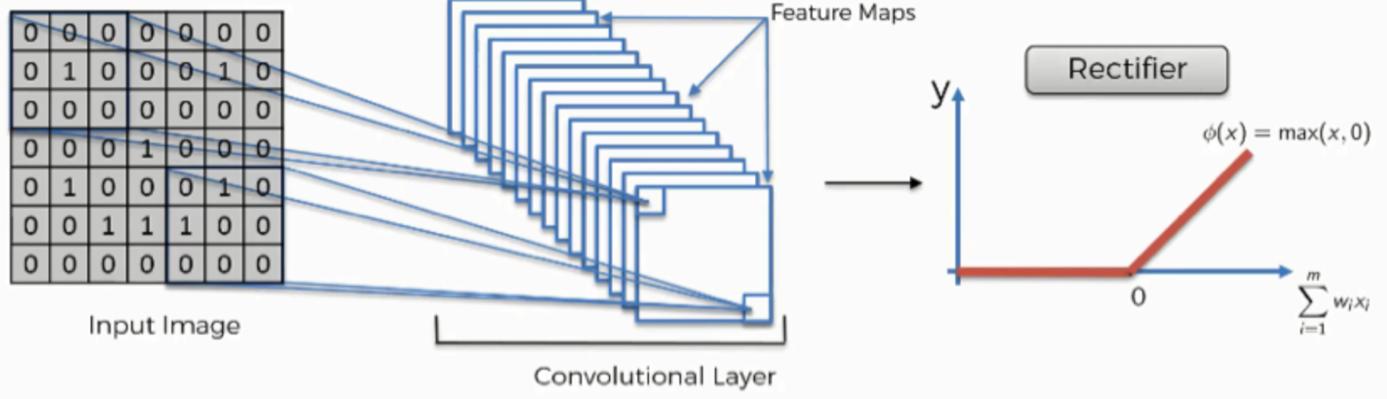 0 0 0 0 0 0 0
0 1 0 0 0 1 0
0 0 0 0 0 0 0
0 0 0 1 0 0 0
0 1 0 0 0 1 0
0 0 1 1 1 0 0
0 0 0 0 0 0 0
Input Image
Feature Maps
Convolutional Layer
Rectifier
y
ϕ(x) = max(x, 0)
0
m
∑ wᵢxᵢ
i=1